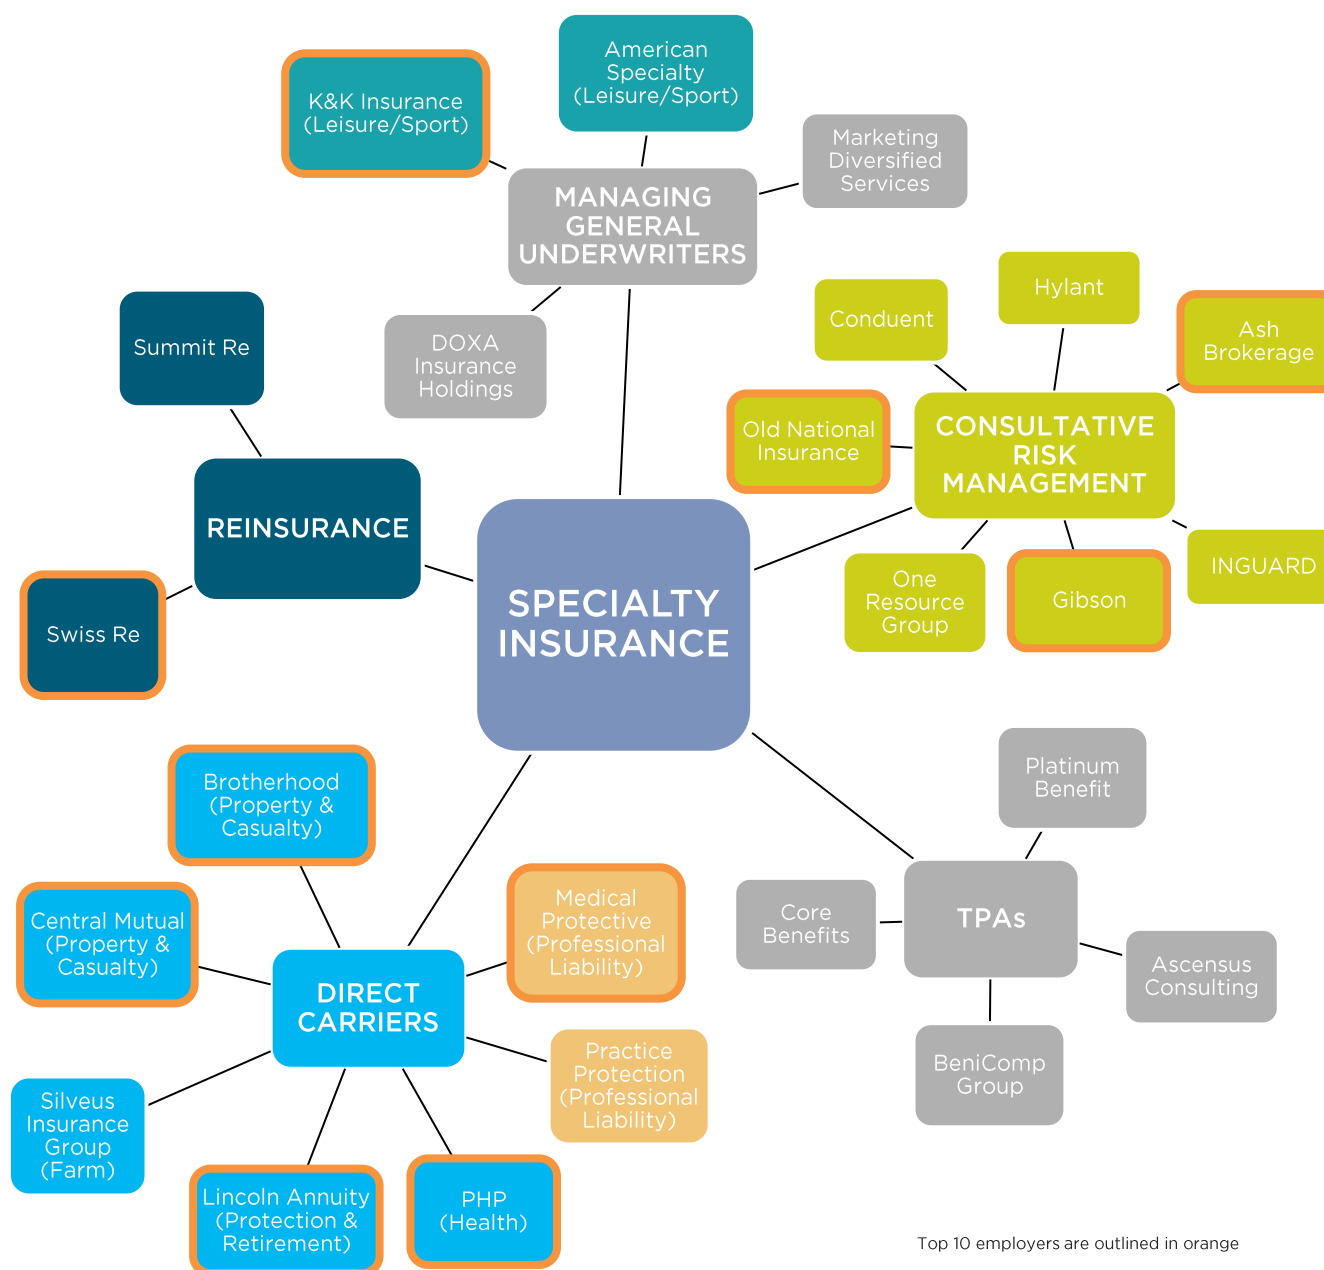 American
Specialty
(Leisure/Sport)
K&K Insurance
(Leisure/Sport)
Marketing
Diversified
Services
MANAGING
GENERAL
UNDERWRITERS
DOXA
Insurance
Holdings
Hylant
Conduent
Ash
Brokerage
Old National
Insurance
CONSULTATIVE
RISK
MANAGEMENT
INGUARD
One
Resource
Group
Gibson
Summit Re
REINSURANCE
Swiss Re
SPECIALTY
INSURANCE
Brotherhood
(Property &
Casualty)
Central Mutual
(Property &
Casualty)
Medical
Protective
(Professional
Liability)
DIRECT
CARRIERS
Practice
Protection
(Professional
Liability)
Silveus
Insurance
Group
(Farm)
Lincoln Annuity
(Protection &
Retirement)
PHP
(Health)
Platinum
Benefit
Core
Benefits
TPAs
Ascensus
Consulting
BeniComp
Group
Top 10 employers are outlined in orange